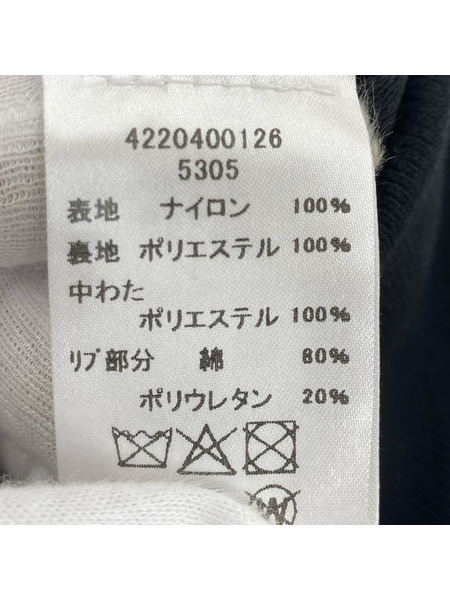 4220400126
5305
表地 ナイロン 100%
裏地 ポリエステル 100%
中わた
ポリエステル 100%
リブ部分 綿 80%
ポリウレタン 20%
W